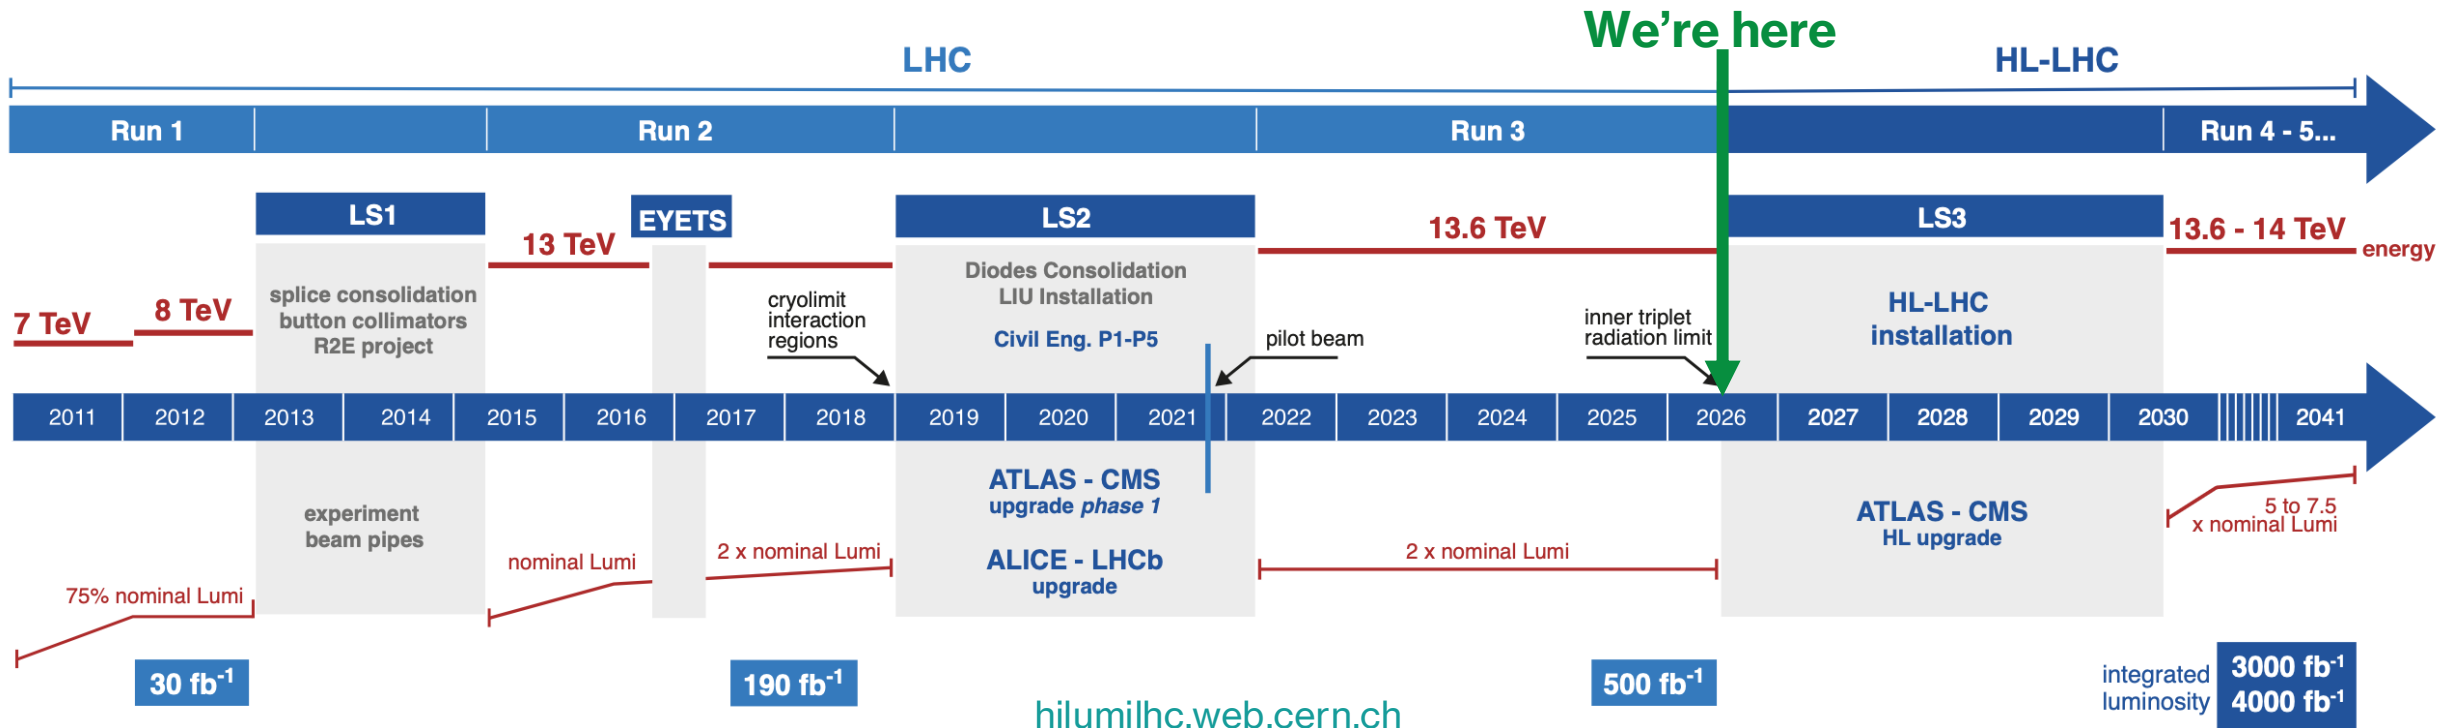 We're here
LHC
HL-LHC
Run 1
Run 2
Run 3
Run 4 - 5...
LS1
EYETS
LS2
LS3
7 TeV
8 TeV
13 TeV
13.6 TeV
13.6 - 14 TeV
energy
splice consolidation
button collimators
R2E project
cryolimit
interaction
regions
Diodes Consolidation
LIU Installation
Civil Eng. P1-P5
pilot beam
inner triplet
radiation limit
HL-LHC
installation
2011 2012 2013 2014 2015 2016 2017 2018 2019 2020 2021 2022 2023 2024 2025 2026 2027 2028 2029 2030 2041
experiment
beam pipes
ATLAS - CMS
upgrade phase 1
ALICE - LHCb
upgrade
ATLAS - CMS
HL upgrade
75% nominal Lumi
nominal Lumi
2 x nominal Lumi
2 x nominal Lumi
5 to 7.5
x nominal Lumi
30 fb⁻¹
190 fb⁻¹
500 fb⁻¹
integrated
luminosity
3000 fb⁻¹
4000 fb⁻¹
hilumilhc.web.cern.ch